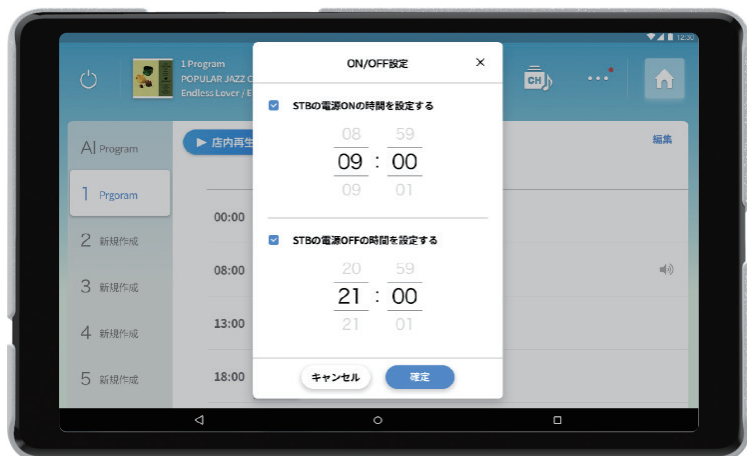 12:30
1 Program
POPULAR JAZZ C
Endless Lover / E
CH
ON/OFF設定
STBの電源ONの時間を設定する
08 59
09 : 00
09 01
STBの電源OFFの時間を設定する
20 59
21 : 00
21 01
キャンセル 確定
AI Program
1 Prgoram
2 新規作成
3 新規作成
4 新規作成
5 新規作成
店内再生
編集
00:00
08:00
13:00
18:00